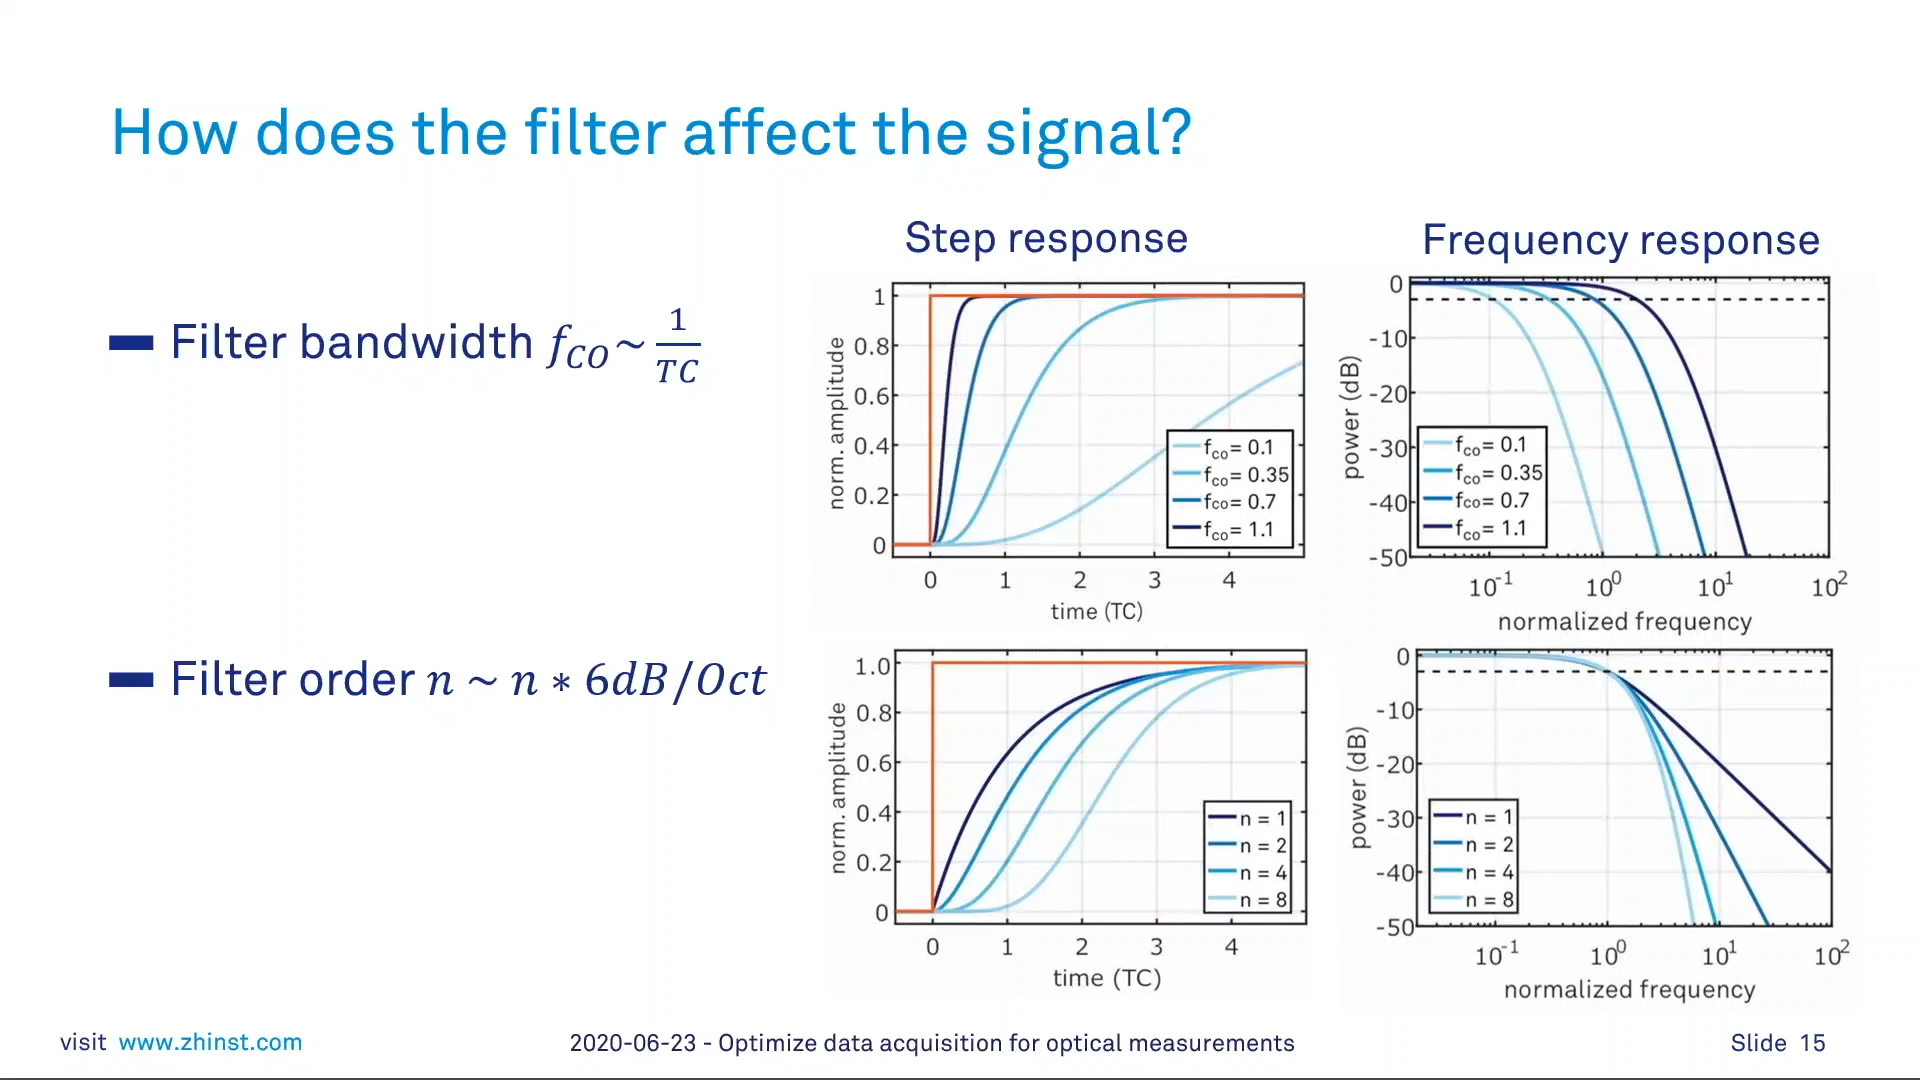 How does the filter affect the signal?
Filter bandwidth f_CO ~ 1/TC
Filter order n ~ n * 6dB/Oct
Step response
1
0.8
0.6
0.4
0.2
0
norm. amplitude
f_co = 0.1
f_co = 0.35
f_co = 0.7
f_co = 1.1
0 1 2 3 4
time (TC)
Frequency response
0
-10
-20
-30
-40
-50
power (dB)
f_co = 0.1
f_co = 0.35
f_co = 0.7
f_co = 1.1
10^-1 10^0 10^1 10^2
normalized frequency
1.0
0.8
0.6
0.4
0.2
0
norm. amplitude
n = 1
n = 2
n = 4
n = 8
0 1 2 3 4
time (TC)
0
-10
-20
-30
-40
-50
power (dB)
n = 1
n = 2
n = 4
n = 8
10^-1 10^0 10^1 10^2
normalized frequency
visit www.zhinst.com
2020-06-23 - Optimize data acquisition for optical measurements
Slide 15